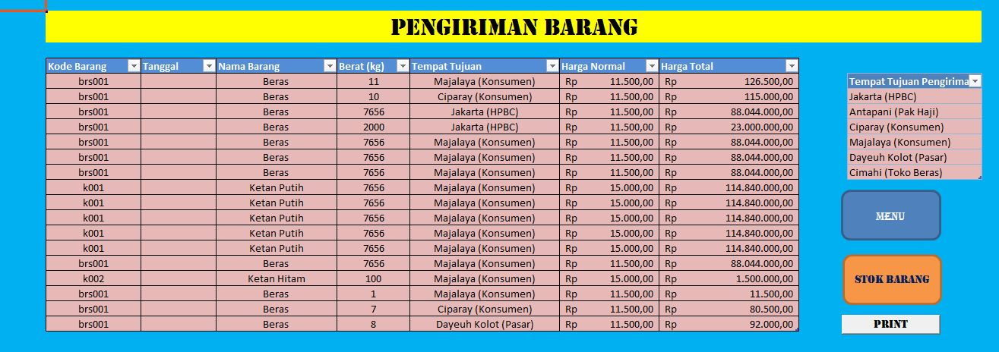 PENGIRIMAN BARANG
Kode Barang Tanggal Nama Barang Berat (kg) Tempat Tujuan Harga Normal Harga Total
brs001 Beras 11 Majalaya (Konsumen) Rp 11.500,00 Rp 126.500,00
brs001 Beras 10 Ciparay (Konsumen) Rp 11.500,00 Rp 115.000,00
brs001 Beras 7656 Jakarta (HPBC) Rp 11.500,00 Rp 88.044.000,00
brs001 Beras 2000 Jakarta (HPBC) Rp 11.500,00 Rp 23.000.000,00
brs001 Beras 7656 Majalaya (Konsumen) Rp 11.500,00 Rp 88.044.000,00
brs001 Beras 7656 Majalaya (Konsumen) Rp 11.500,00 Rp 88.044.000,00
brs001 Beras 7656 Majalaya (Konsumen) Rp 11.500,00 Rp 88.044.000,00
k001 Ketan Putih 7656 Majalaya (Konsumen) Rp 15.000,00 Rp 114.840.000,00
k001 Ketan Putih 7656 Majalaya (Konsumen) Rp 15.000,00 Rp 114.840.000,00
k001 Ketan Putih 7656 Majalaya (Konsumen) Rp 15.000,00 Rp 114.840.000,00
k001 Ketan Putih 7656 Majalaya (Konsumen) Rp 15.000,00 Rp 114.840.000,00
k001 Ketan Putih 7656 Majalaya (Konsumen) Rp 15.000,00 Rp 114.840.000,00
brs001 Beras 7656 Majalaya (Konsumen) Rp 11.500,00 Rp 88.044.000,00
k002 Ketan Hitam 100 Majalaya (Konsumen) Rp 15.000,00 Rp 1.500.000,00
brs001 Beras 1 Majalaya (Konsumen) Rp 11.500,00 Rp 11.500,00
brs001 Beras 7 Ciparay (Konsumen) Rp 11.500,00 Rp 80.500,00
brs001 Beras 8 Dayeuh Kolot (Pasar) Rp 11.500,00 Rp 92.000,00
Tempat Tujuan Pengirima
Jakarta (HPBC)
Antapani (Pak Haji)
Ciparay (Konsumen)
Majalaya (Konsumen)
Dayeuh Kolot (Pasar)
Cimahi (Toko Beras)
MENU
STOK BARANG
PRINT